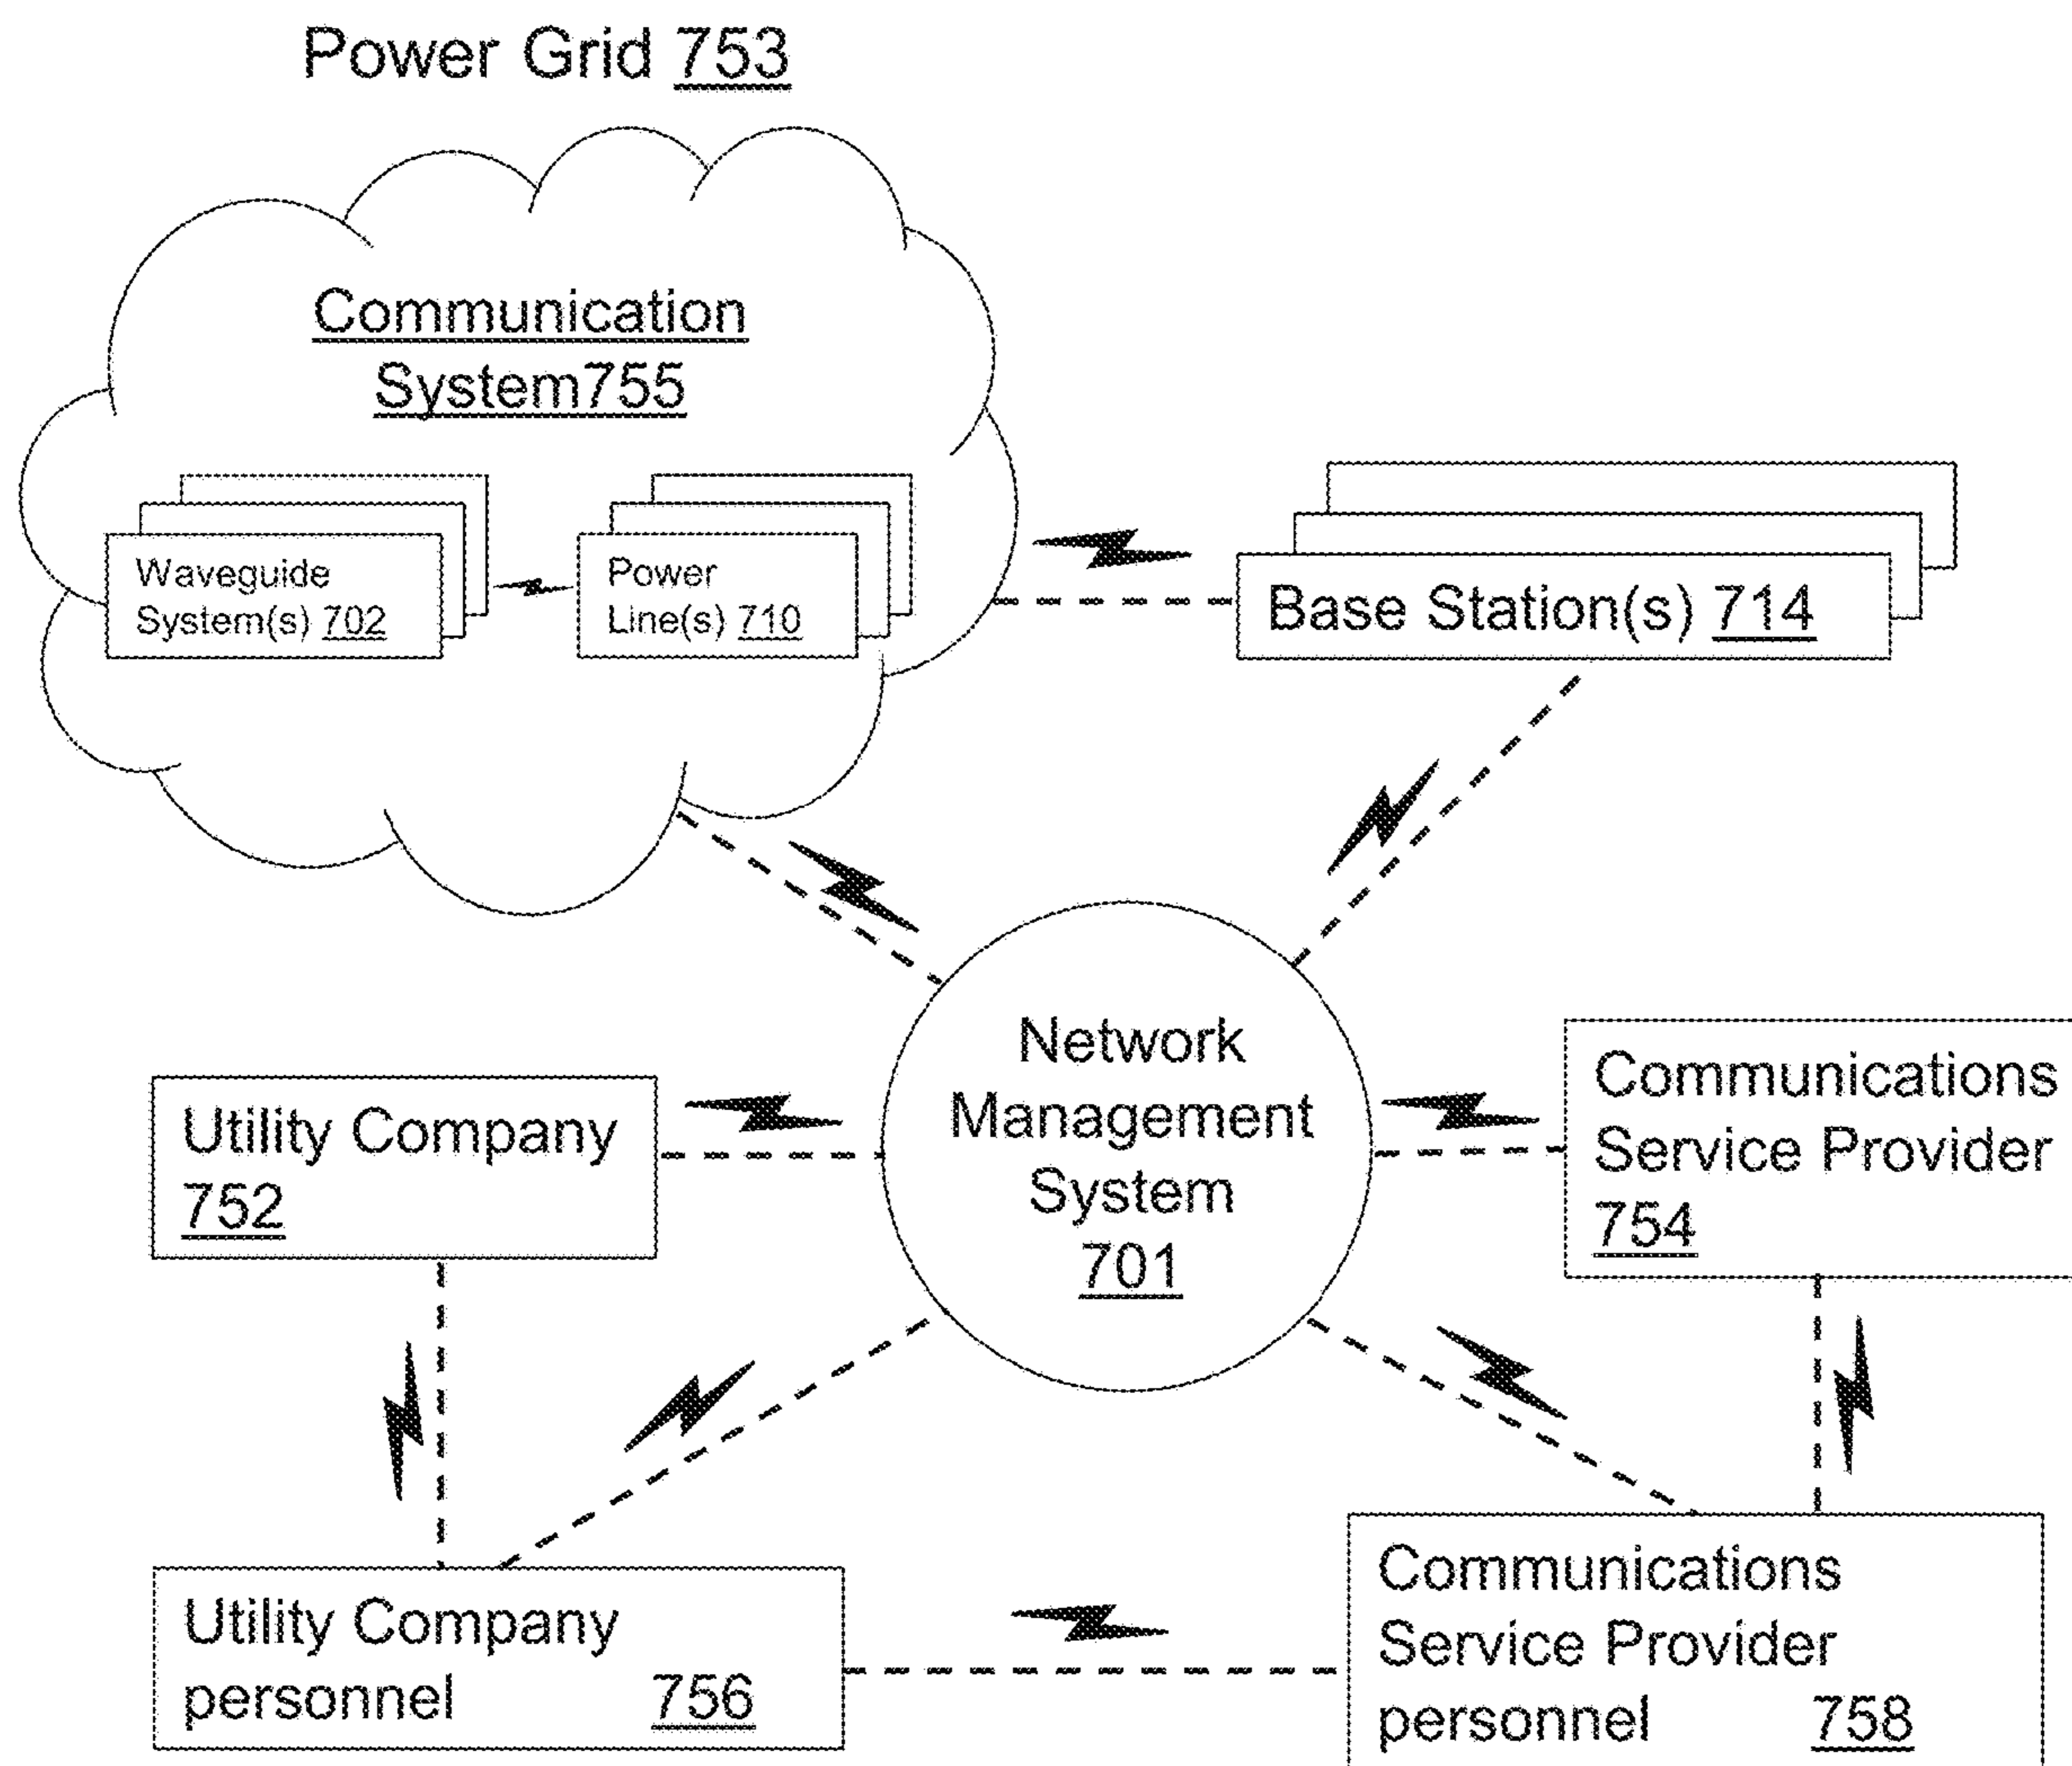 Power Grid 753
Communication
System755
Waveguide
System(s) 702
Power
Line(s) 710
Base Station(s) 714
Network
Management
System
701
Utility Company
752
Communications
Service Provider
754
Utility Company
personnel 756
Communications
Service Provider
personnel 758